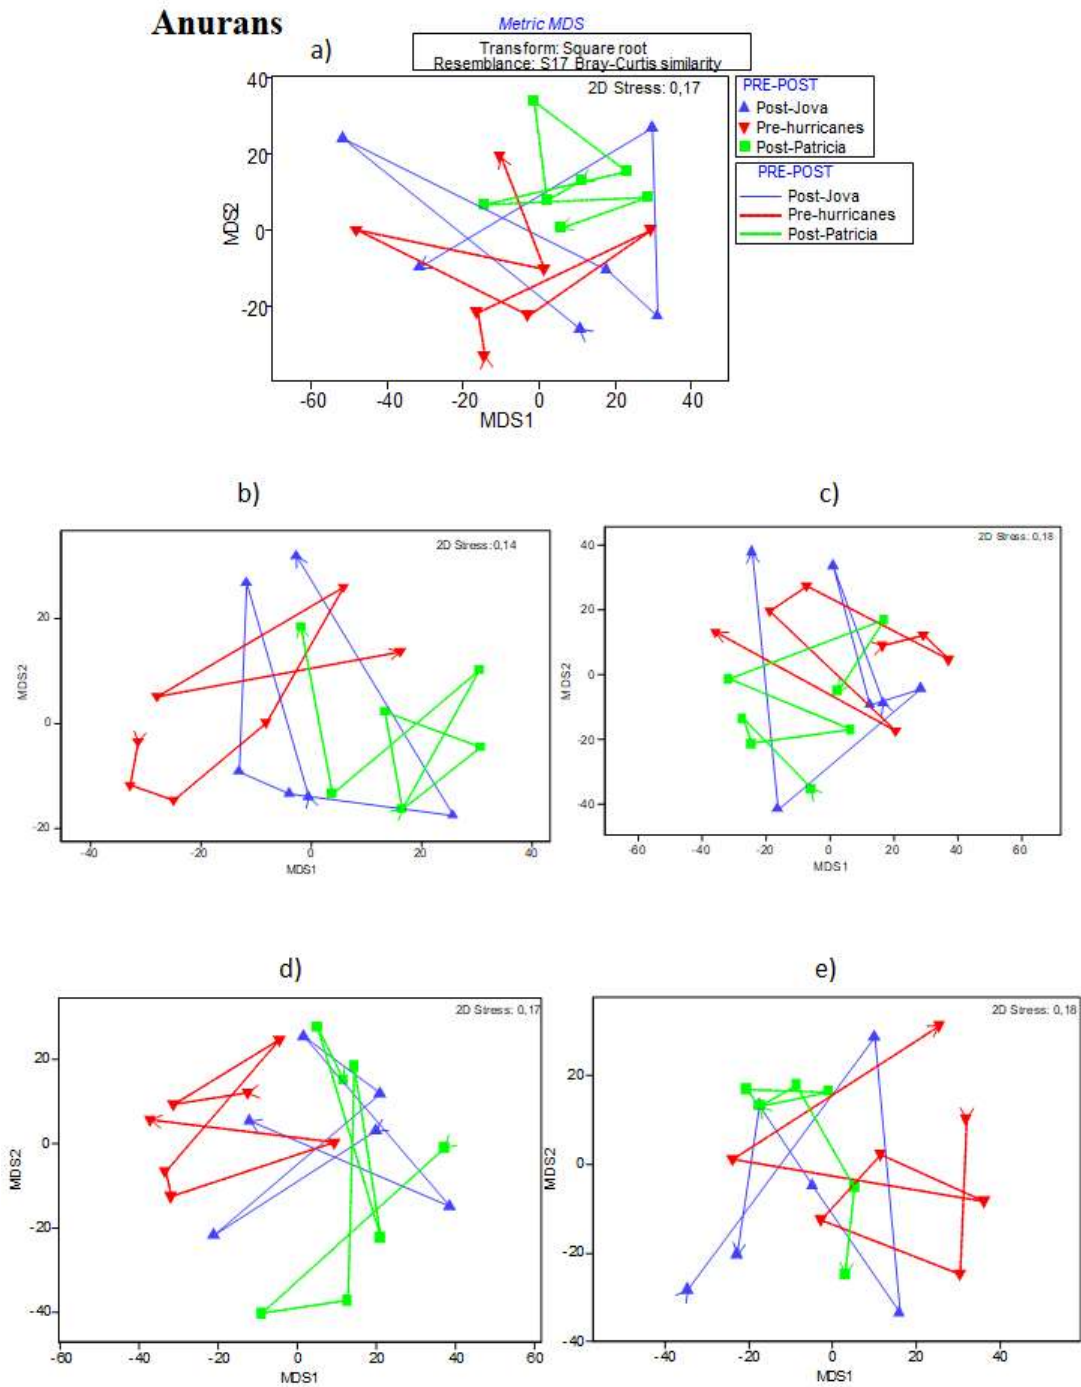 Anurans
Metric MDS
a)
Transform: Square root
Resemblance: S17 Bray-Curtis similarity
2D Stress: 0,17
40
20
0
-20
MDS2
-60 -40 -20 0 20 40
MDS1
PRE-POST
Post-Jova
Pre-hurricanes
Post-Patricia
PRE-POST
Post-Jova
Pre-hurricanes
Post-Patricia
b)
2D Stress: 0,14
20
0
-20
MDS2
-40 -20 0 20 40
MDS1
c)
2D Stress: 0,18
40
20
0
-20
-40
MDS2
-60 -40 -20 0 20 40 60
MDS1
d)
2D Stress: 0,17
20
0
-20
-40
MDS2
-60 -40 -20 0 20 40 60
MDS1
e)
2D Stress: 0,18
20
0
-20
-40
MDS2
-40 -20 0 20 40
MDS1